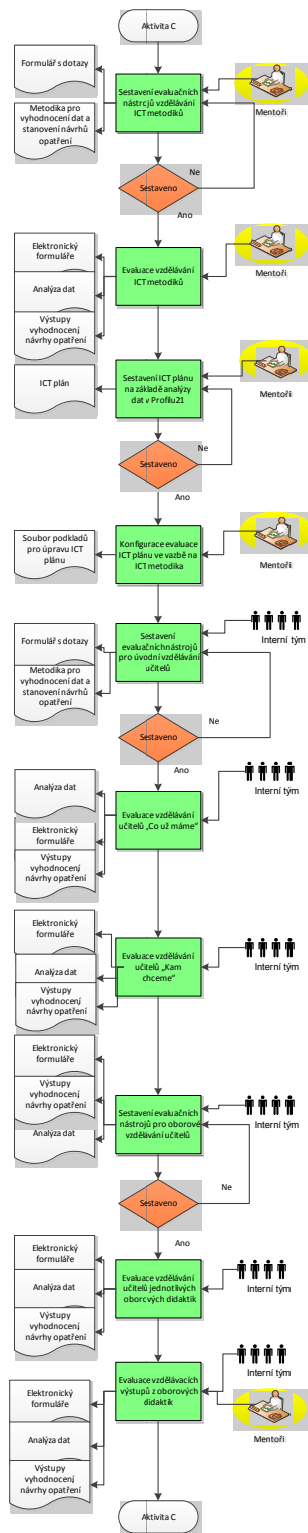 Aktivita C
Formulář s dotazy
Sestavení evaluačních
nástrojů vzdělávání
ICT metodiků
Metodika pro
vyhodnocení dat a
stanovení návrhů
opatření
Mentoři
Ne
Sestaveno
Ano
Elektronický
formuláře
Analýza dat
Výstupy
vyhodnocení,
návrhy opatření
Evaluace vzdělávání
ICT metodiků
Mentoři
ICT plán
Sestavení ICT plánu
na základě analýzy
dat v Profilu21
Mentoři
Ne
Sestaveno
Ano
Soubor podkladů
pro úpravu ICT
plánu
Konfigurace evaluace
ICT plánu ve vazbě na
ICT metodika
Mentoři
Formulář s dotazy
Sestavení
evaluačních nástrojů
pro úvodní vzdělávání
učitelů
Interní tým
Metodika pro
vyhodnocení dat a
stanovení návrhů
opatření
Ne
Sestaveno
Ano
Analýza dat
Elektronický
formuláře
Výstupy
vyhodnocení,
návrhy opatření
Evaluace vzdělávání
učitelů „Co už máme“
Interní tým
Elektronický
formuláře
Analýza dat
Výstupy
vyhodnocení,
návrhy opatření
Evaluace vzdělávání
učitelů „Kam
chceme“
Interní tým
Elektronický
formuláře
Výstupy
vyhodnocení,
návrhy opatření
Analýza dat
Sestavení evaluačních
nástrojů pro oborové
vzdělávání učitelů
Interní tým
Ne
Sestaveno
Ano
Elektronický
formuláře
Analýza dat
Výstupy
vyhodnocení,
návrhy opatření
Evaluace vzdělávání
učitelů jednotlivých
oborových didaktik
Interní tým
Elektronický
formuláře
Analýza dat
Výstupy
vyhodnocení,
návrhy opatření
Evaluace vzdělávacích
výstupů z oborových
didaktik
Interní tým
Mentoři
Aktivita C